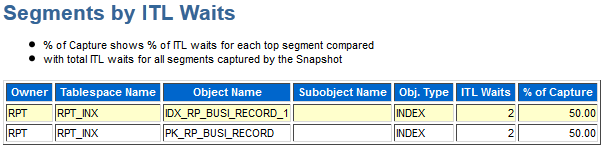 Segments by ITL Waits
% of Capture shows % of ITL waits for each top segment compared
with total ITL waits for all segments captured by the Snapshot
Owner Tablespace Name Object Name Subobject Name Obj. Type ITL Waits % of Capture
RPT RPT_INX IDX_RP_BUSI_RECORD_1 INDEX 2 50.00
RPT RPT_INX PK_RP_BUSI_RECORD INDEX 2 50.00